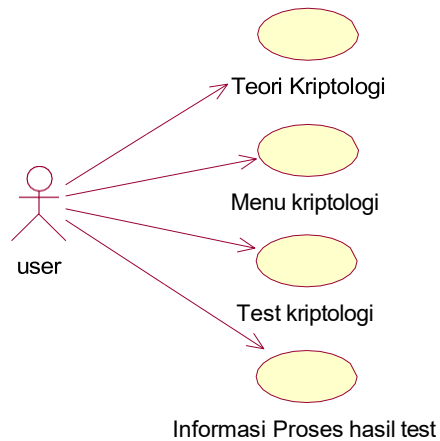 Teori Kriptologi
Menu kriptologi
user
Test kriptologi
Informasi Proses hasil test